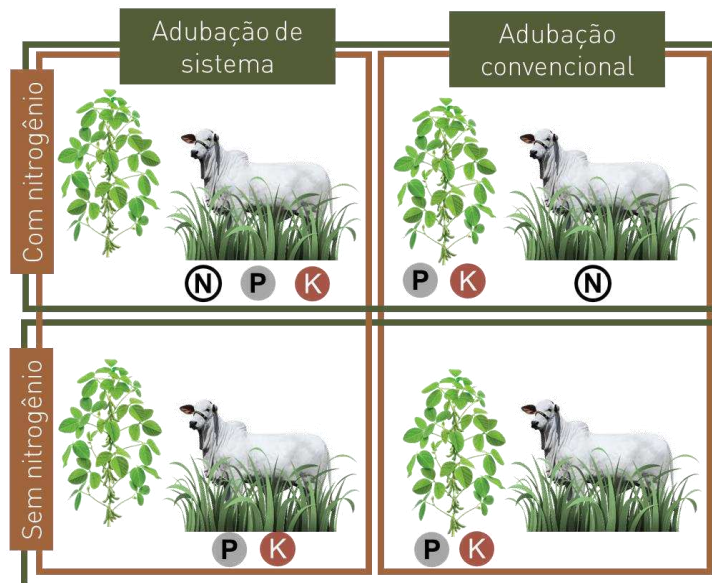 Adubação de
sistema
Adubação
convencional
Com nitrogênio
N P K
P K
N
Sem nitrogênio
P K
P K